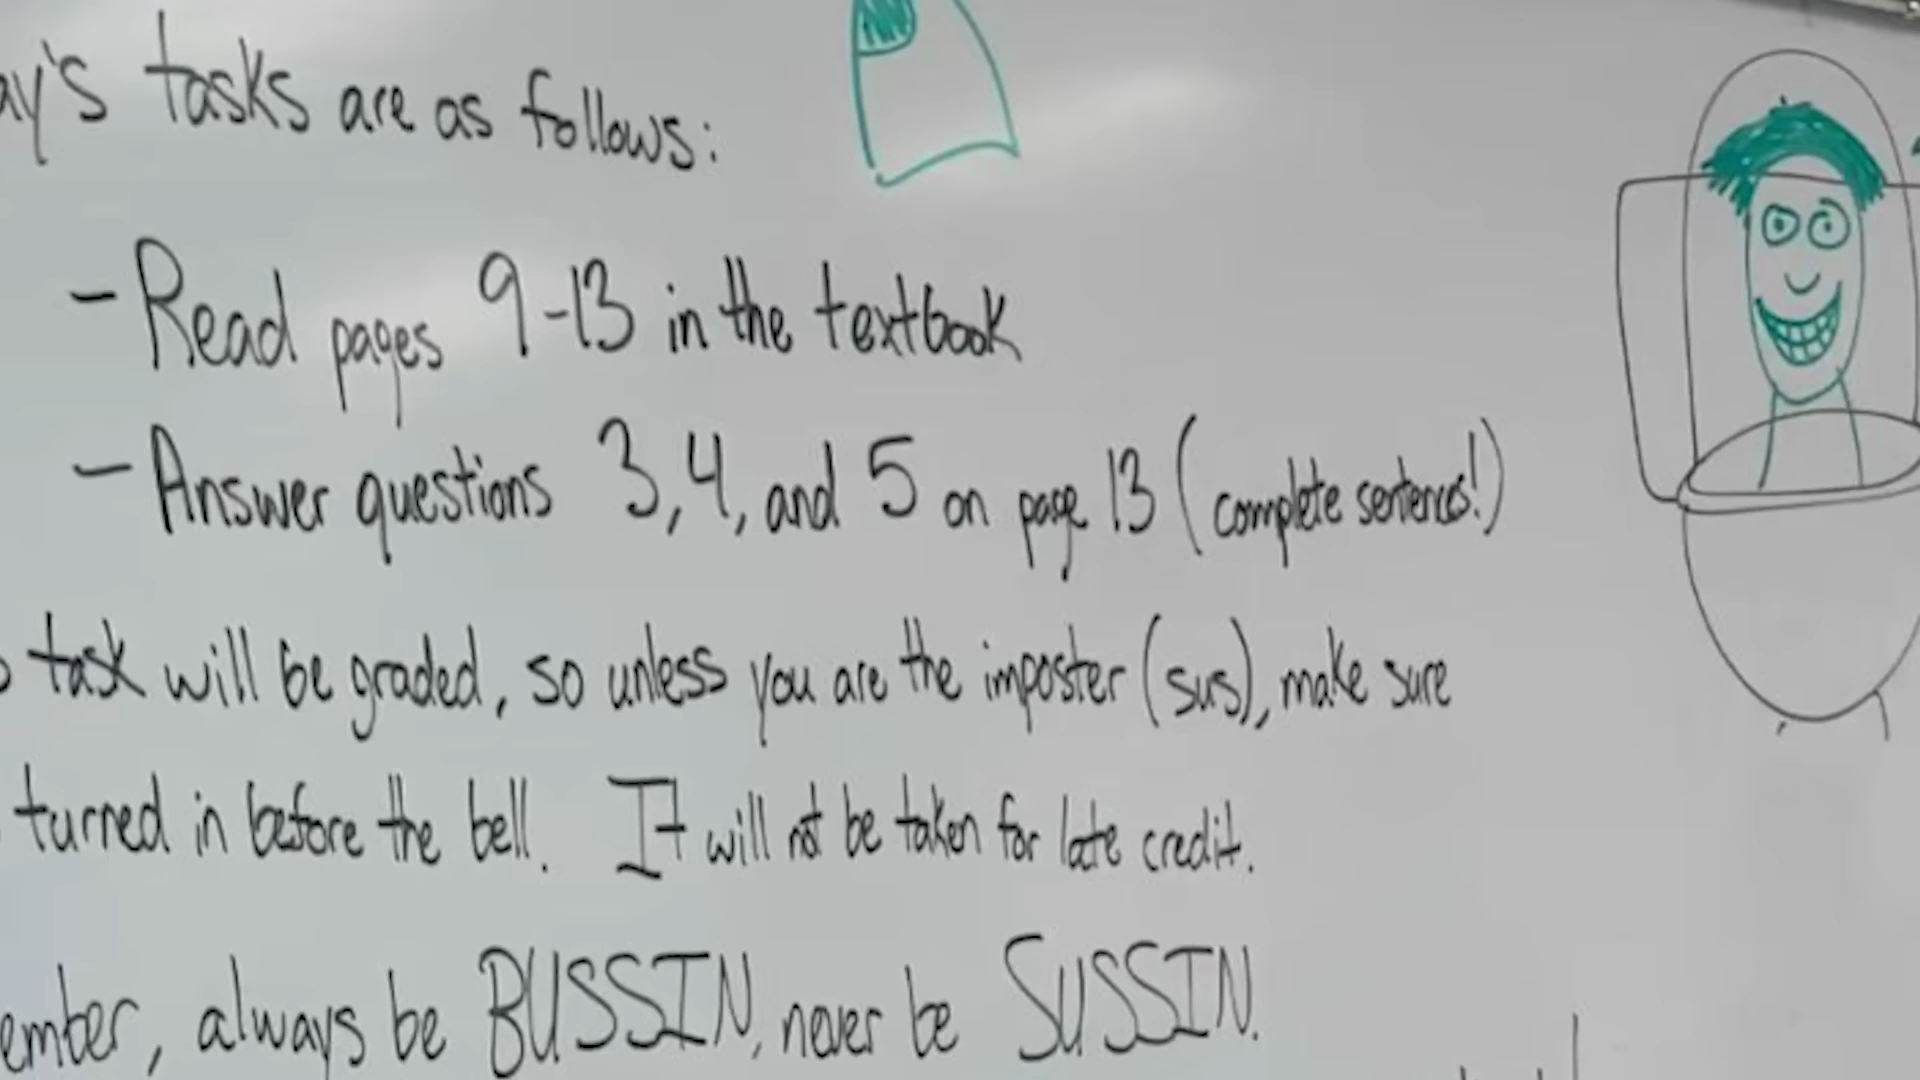 ay's tasks are as follows:
- Read pages 9-13 in the textbook
- Answer questions 3, 4, and 5 on page 13 (complete sentences!)
task will be graded, so unless you are the imposter (sus), make sure
turned in before the bell. It will not be taken for late credit.
ember, always be BUSSIN, never be SUSSIN.